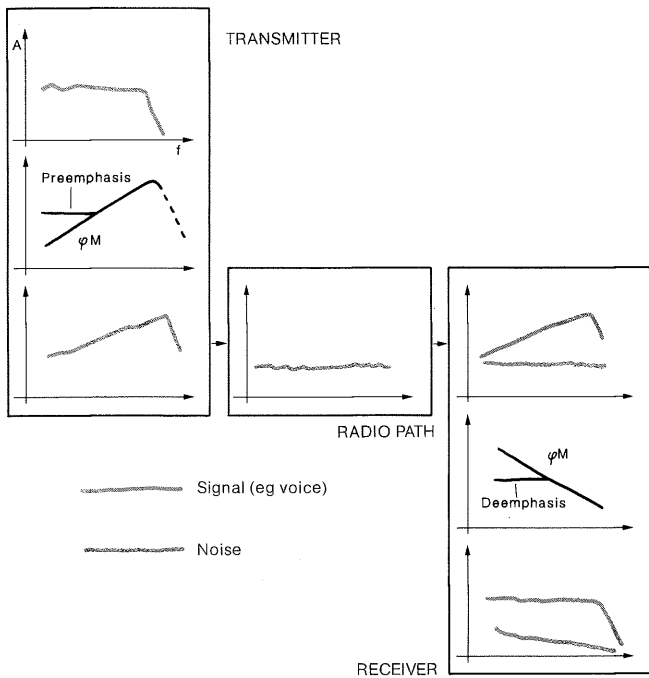 TRANSMITTER
A
f
Preemphasis
φM
RADIO PATH
φM
Deemphasis
Signal (eg voice)
Noise
RECEIVER